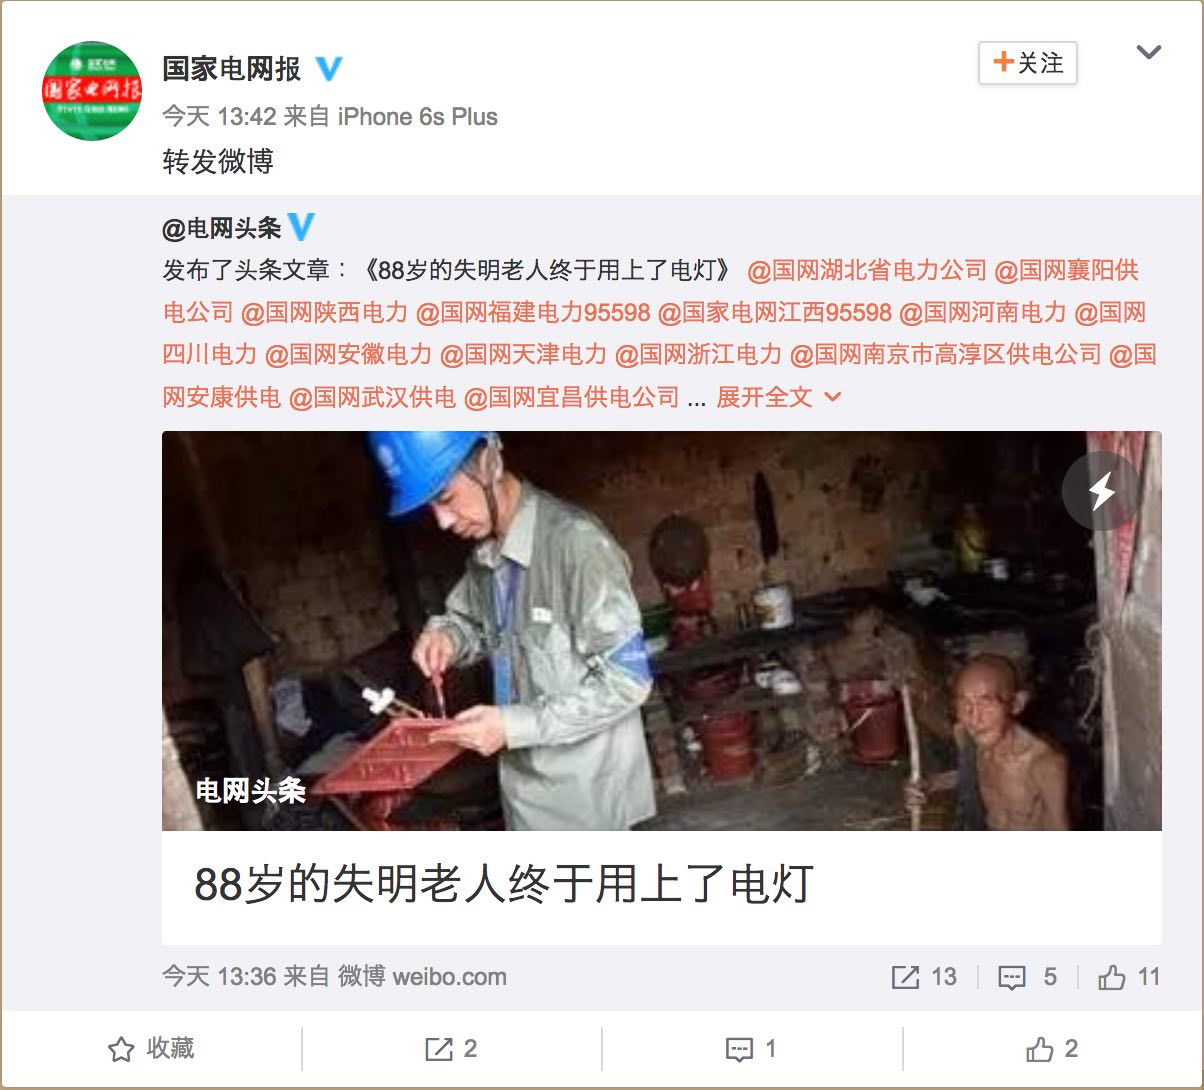 国家电网报
国家电网报 V
+关注
今天 13:42 来自 iPhone 6s Plus
转发微博
@电网头条 V
发布了头条文章：《88岁的失明老人终于用上了电灯》 @国网湖北省电力公司 @国网襄阳供
电公司 @国网陕西电力 @国网福建电力95598 @国家电网江西95598 @国网河南电力 @国网
四川电力 @国网安徽电力 @国网天津电力 @国网浙江电力 @国网南京市高淳区供电公司 @国
网安康供电 @国网武汉供电 @国网宜昌供电公司 ... 展开全文
电网头条
88岁的失明老人终于用上了电灯
今天 13:36 来自 微博 weibo.com
13 5 11
收藏 2 1 2